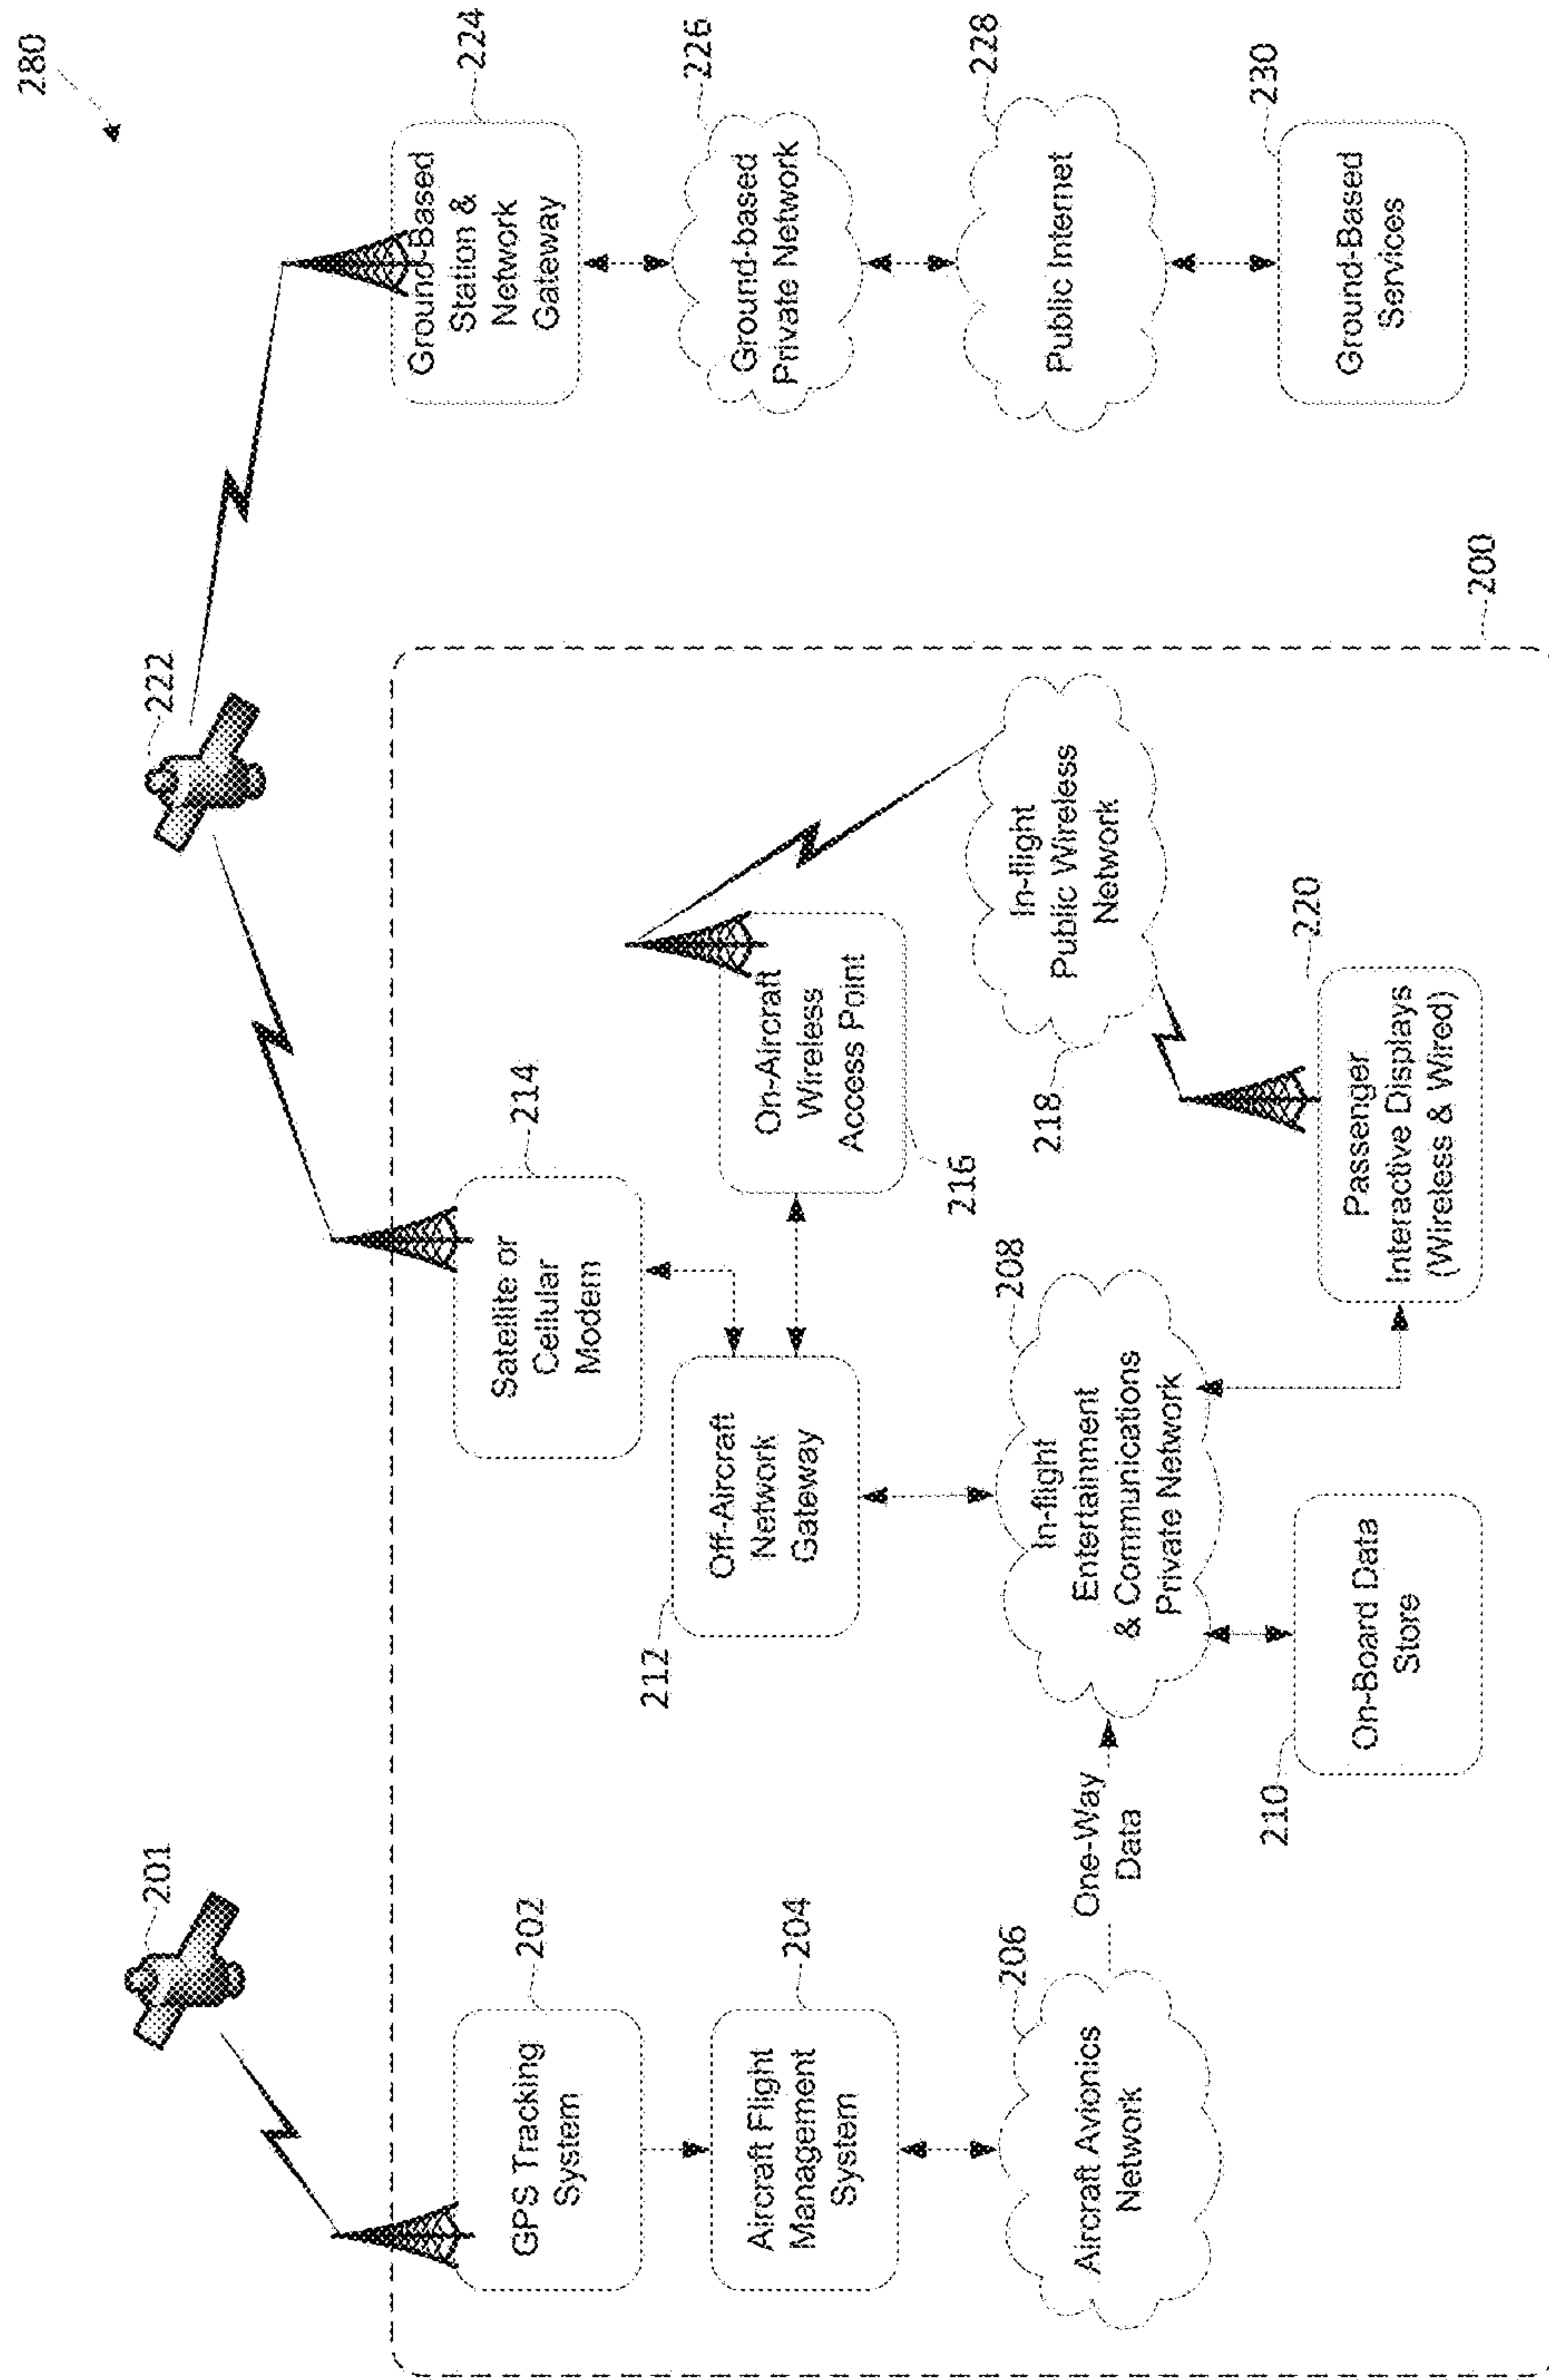 280
201
222
GPS Tracking
System
202
Satellite or
Cellular
Modem
214
Ground-Based
Station &
Network
Gateway
224
Aircraft Flight
Management
System
204
Off-Aircraft
Network
Gateway
212
On-Aircraft
Wireless
Access Point
216
Ground-based
Private Network
226
Aircraft Avionics
Network
206
One-Way
Data
In-flight
Entertainment
& Communications
Private Network
208
In-flight
Public Wireless
Network
218
Public Internet
228
On-Board Data
Store
210
Passenger
Interactive Displays
(Wireless & Wired)
220
Ground-Based
Services
230
200